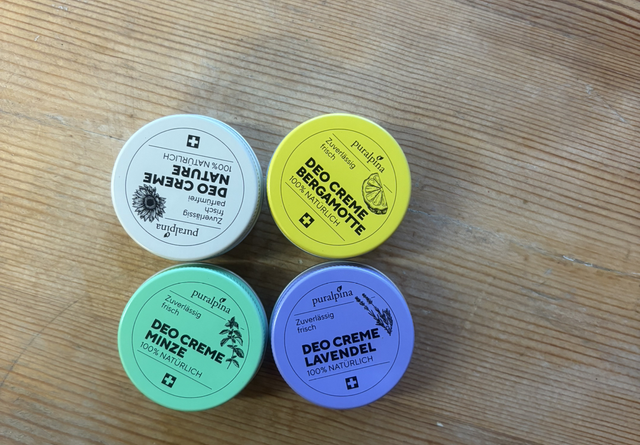 puralpina
Zuverlässig
frisch
parfümfrei
DEO CREME
NATURE
100% NATÜRLICH
puralpina
Zuverlässig
frisch
DEO CREME
BERGAMOTTE
100% NATÜRLICH
puralpina
Zuverlässig
frisch
DEO CREME
MINZE
100% NATÜRLICH
puralpina
Zuverlässig
frisch
DEO CREME
LAVENDEL
100% NATÜRLICH